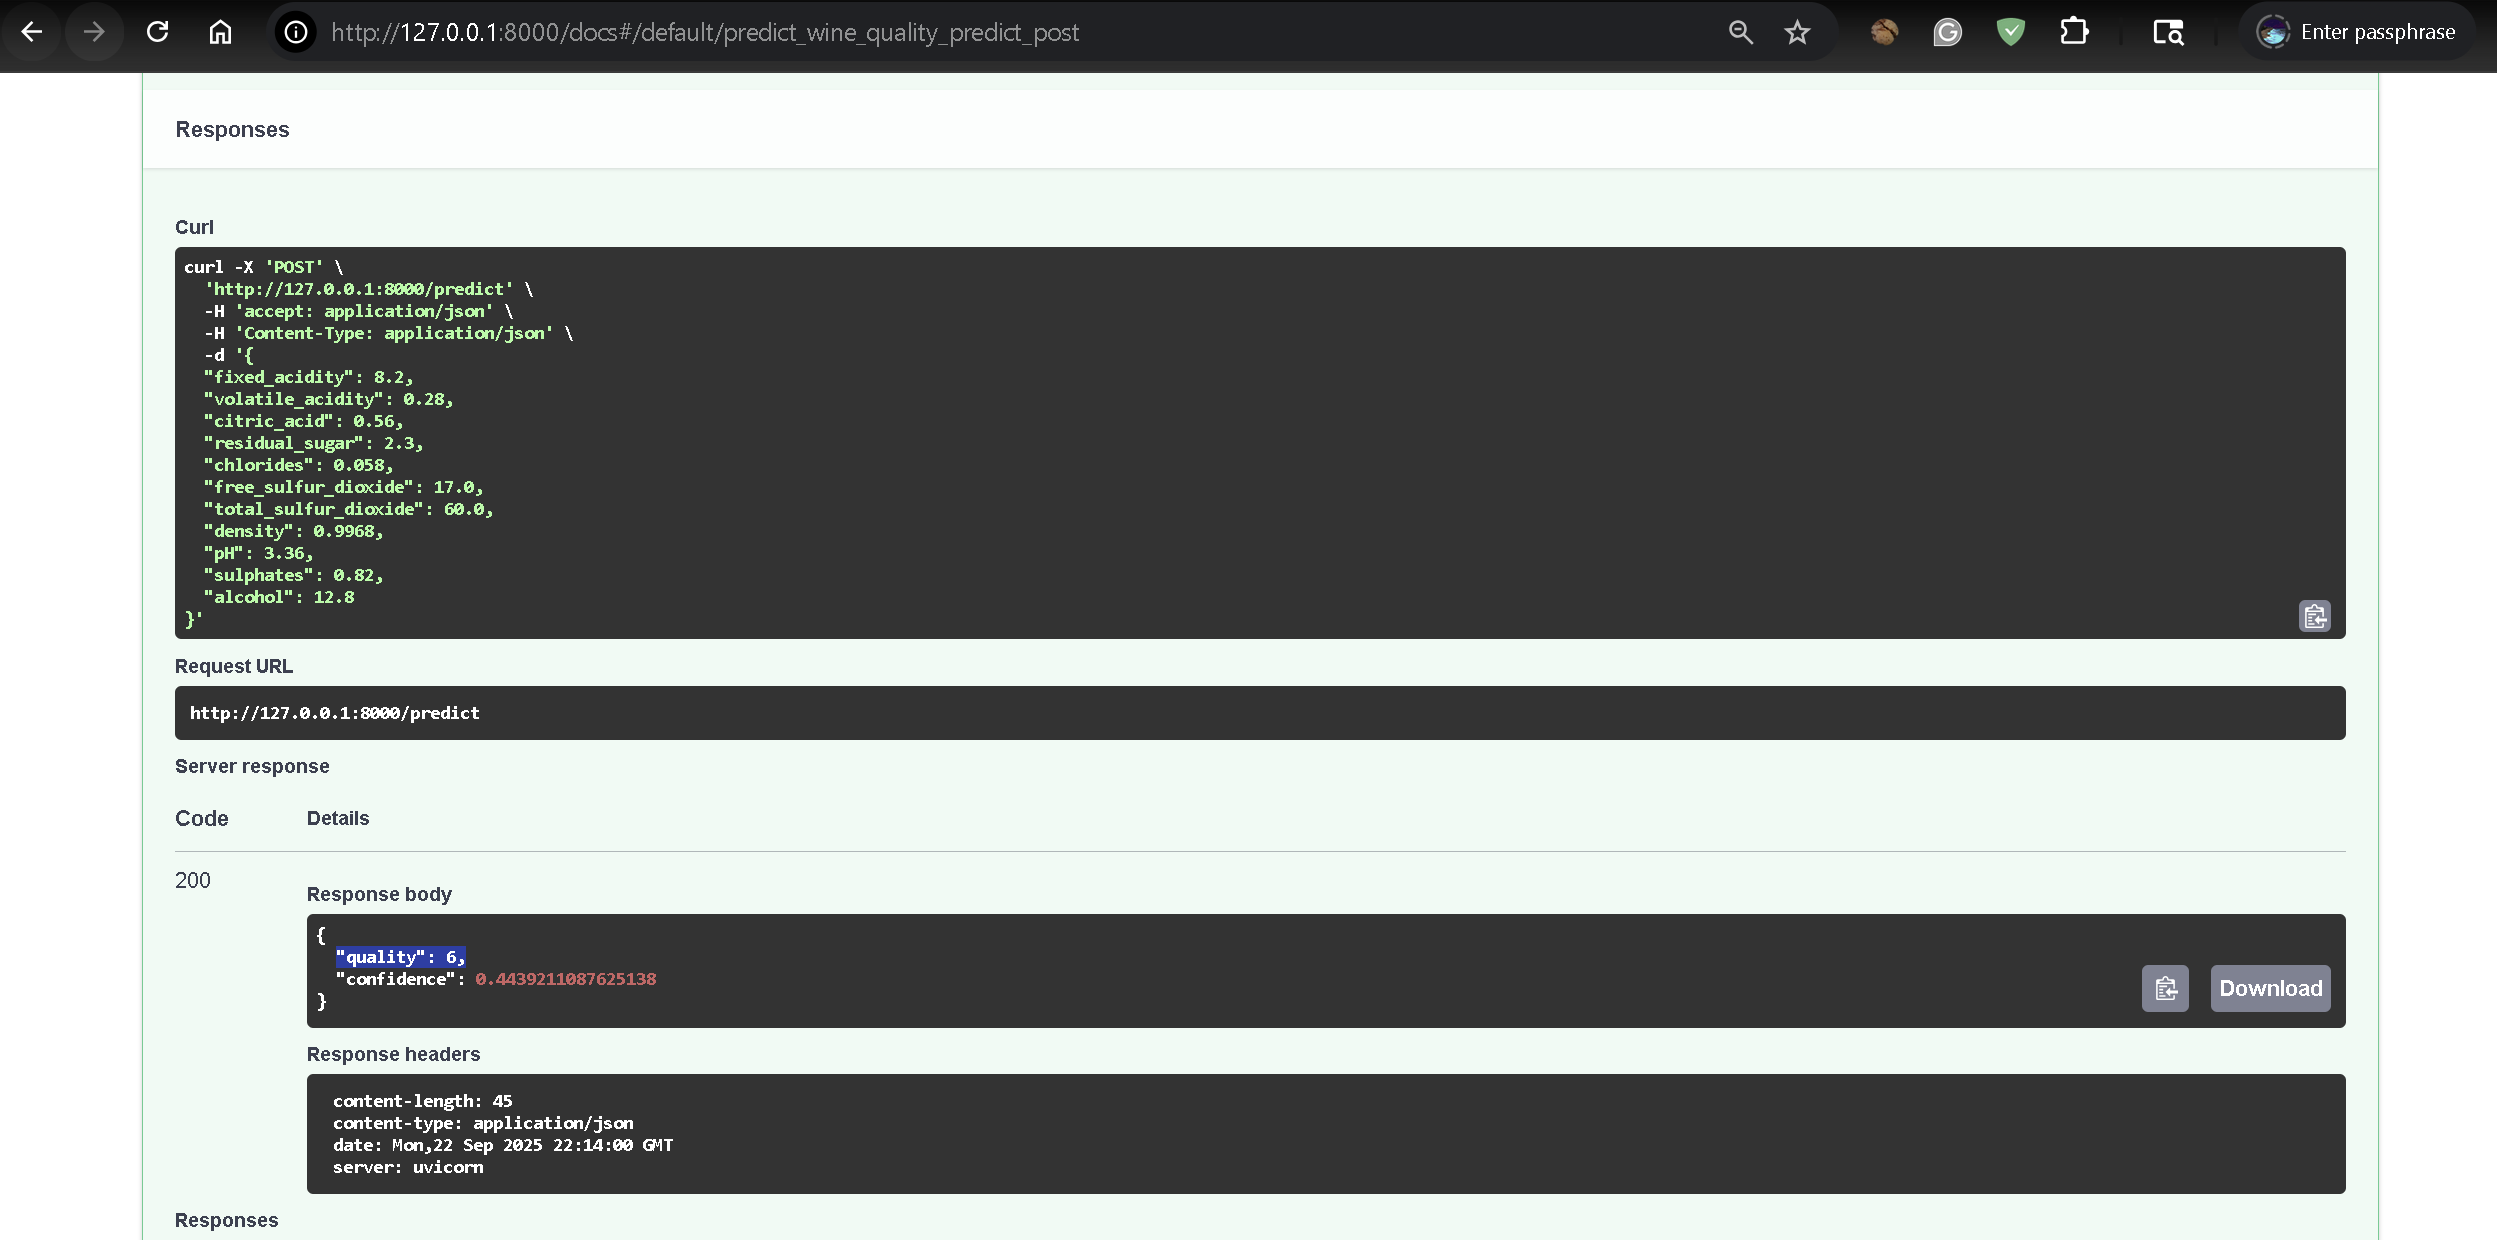 http://127.0.0.1:8000/docs#/default/predict_wine_quality_predict_post
Enter passphrase
Responses
Curl
curl -X 'POST' \
  'http://127.0.0.1:8000/predict' \
  -H 'accept: application/json' \
  -H 'Content-Type: application/json' \
  -d '{
  "fixed_acidity": 8.2,
  "volatile_acidity": 0.28,
  "citric_acid": 0.56,
  "residual_sugar": 2.3,
  "chlorides": 0.058,
  "free_sulfur_dioxide": 17.0,
  "total_sulfur_dioxide": 60.0,
  "density": 0.9968,
  "pH": 3.36,
  "sulphates": 0.82,
  "alcohol": 12.8
}'
Request URL
http://127.0.0.1:8000/predict
Server response
Code Details
200
Response body
{
  "quality": 6,
  "confidence": 0.4439211087625138
}
Download
Response headers
content-length: 45
content-type: application/json
date: Mon,22 Sep 2025 22:14:00 GMT
server: uvicorn
Responses